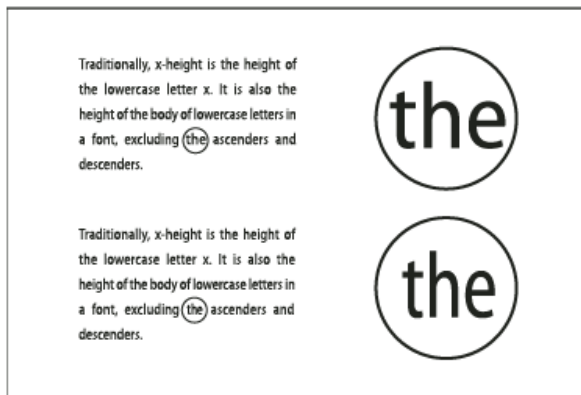 Traditionally, x-height is the height of
the lowercase letter x. It is also the
height of the body of lowercase letters in
a font, excluding the ascenders and
descenders.
the
Traditionally, x-height is the height of
the lowercase letter x. It is also the
height of the body of lowercase letters in
a font, excluding the ascenders and
descenders.
the